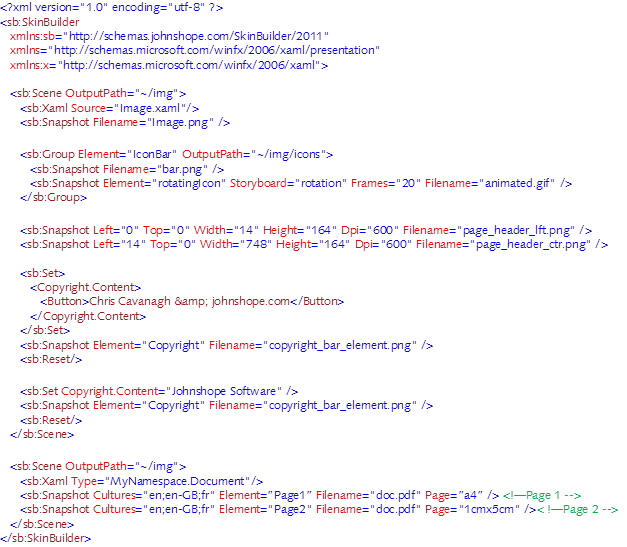 <?xml version="1.0" encoding="utf-8" ?>
<sb:SkinBuilder
xmlns:sb="http://schemas.johnshope.com/SkinBuilder/2011"
xmlns="http://schemas.microsoft.com/winfx/2006/xaml/presentation"
xmlns:x="http://schemas.microsoft.com/winfx/2006/xaml">
<sb:Scene OutputPath="~/img">
<sb:Xaml Source="Image.xaml"/>
<sb:Snapshot Filename="Image.png" />
<sb:Group Element="IconBar" OutputPath="~/img/icons">
<sb:Snapshot Filename="bar.png" />
<sb:Snapshot Element="rotatingIcon" Storyboard="rotation" Frames="20" Filename="animated.gif" />
</sb:Group>
<sb:Snapshot Left="0" Top="0" Width="14" Height="164" Dpi="600" Filename="page_header_lft.png" />
<sb:Snapshot Left="14" Top="0" Width="748" Height="164" Dpi="600" Filename="page_header_ctr.png" />
<sb:Set>
<Copyright.Content>
<Button>Chris Cavanagh &amp; johnshope.com</Button>
</Copyright.Content>
</sb:Set>
<sb:Snapshot Element="Copyright" Filename="copyright_bar_element.png" />
<sb:Reset/>
<sb:Set Copyright.Content="Johnshope Software" />
<sb:Snapshot Element="Copyright" Filename="copyright_bar_element.png" />
<sb:Reset/>
</sb:Scene>
<sb:Scene OutputPath="~/img">
<sb:Xaml Type="MyNamespace.Document"/>
<sb:Snapshot Cultures="en;en-GB;fr" Element="Page1" Filename="doc.pdf" Page="a4" /> <!—Page 1 -->
<sb:Snapshot Cultures="en;en-GB;fr" Element="Page2" Filename="doc.pdf" Page="1cmx5cm" /><!—Page 2 -->
</sb:Scene>
</sb:SkinBuilder>